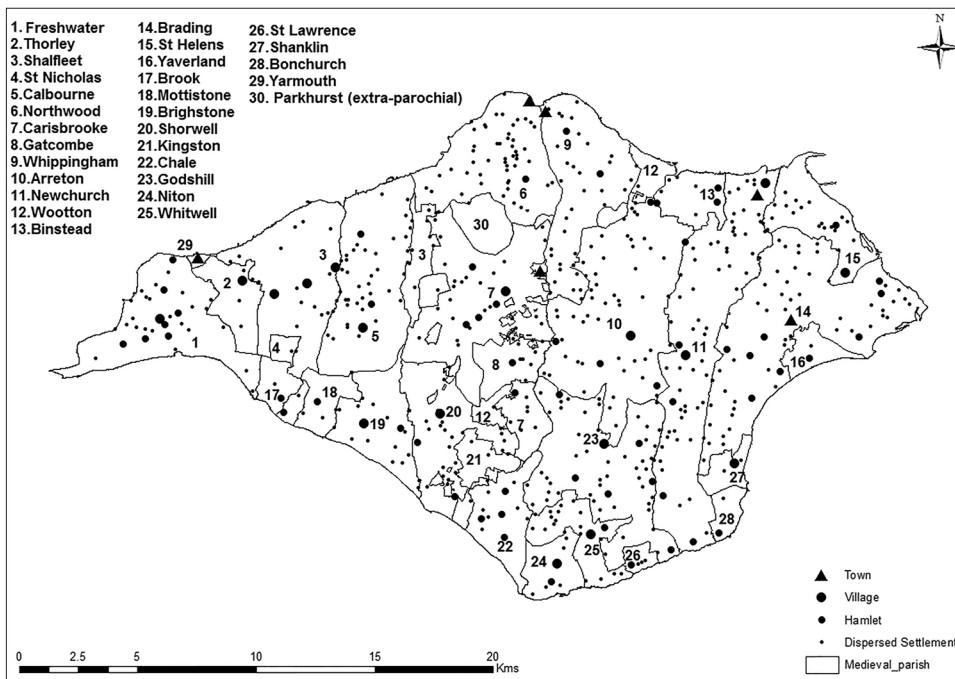 1. Freshwater
2.Thorley
3.Shalfleet
4.St Nicholas
5.Calbourne
6.Northwood
7.Carisbrooke
8.Gatcombe
9.Whippingham
10.Arreton
11.Newchurch
12.Wootton
13.Binstead
14.Brading
15.St Helens
16.Yaverland
17.Brook
18.Mottistone
19.Brighstone
20.Shorwell
21.Kingston
22.Chale
23.Godshill
24.Niton
25.Whitwell
26.St Lawrence
27.Shanklin
28.Bonchurch
29.Yarmouth
30. Parkhurst (extra-parochial)
N
9
12
6
13
30
29
3
3
15
2
7
14
5
10
1
4
11
16
8
17
18
20
12
19
7
23
21
27
28
22
24
25
26
Town
Village
Hamlet
Dispersed Settlement
Medieval_parish
0 2.5 5 10 15 20
Kms